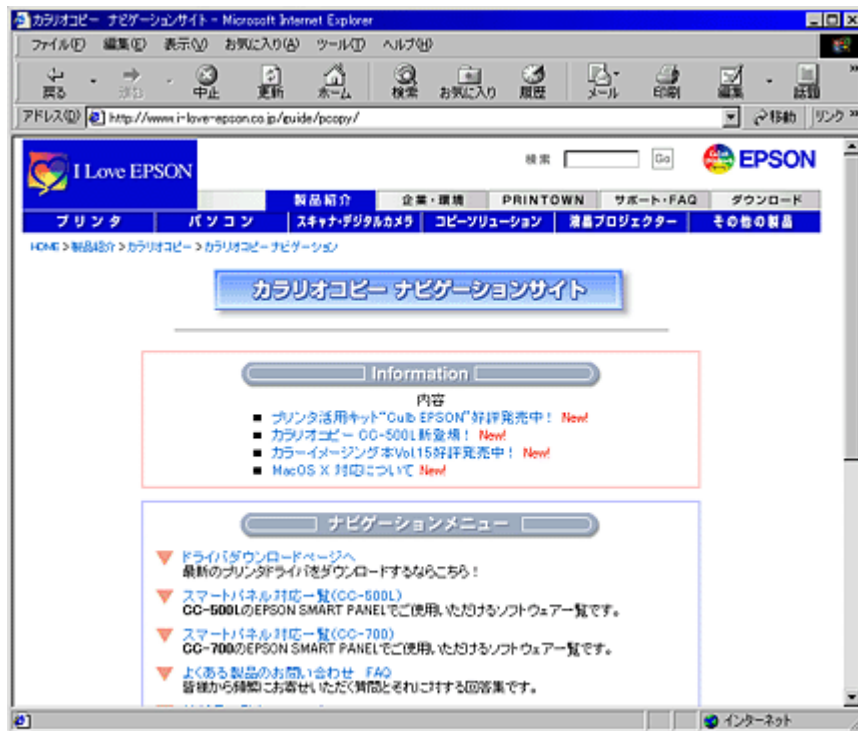 カラリオコピー ナビゲーションサイト - Microsoft Internet Explorer
ファイル(F) 編集(E) 表示(V) お気に入り(A) ツール(T) ヘルプ(H)
戻る 進む 中止 更新 ホーム 検索 お気に入り 履歴 メール 印刷 編集 話題
アドレス(D) http://www.i-love-epson.co.jp/guide/pcopy/ 移動 リンク
I Love EPSON 検索 Go EPSON
製品紹介 企業・環境 PRINTOWN サポート・FAQ ダウンロード
プリンタ パソコン スキャナ・デジタルカメラ コピーソリューション 液晶プロジェクター その他の製品
HOME > 製品紹介 > カラリオコピー > カラリオコピーナビゲーション
カラリオコピー ナビゲーションサイト
Information
内容
■ プリンタ活用キット"Culb EPSON"好評発売中! New!
■ カラリオコピー CC-500L新登場! New!
■ カラーイメージング本Vol.15好評発売中! New!
■ MacOS X 対応について New!
ナビゲーションメニュー
ドライバダウンロードページへ
最新のプリンタドライバをダウンロードするならこちら!
スマートパネル対応一覧(CC-500L)
CC-500LのEPSON SMART PANELでご使用いただけるソフトウェア一覧です。
スマートパネル対応一覧(CC-700)
CC-700のEPSON SMART PANELでご使用いただけるソフトウェア一覧です。
よくある製品のお問い合わせ FAQ
皆様から頻繁にお寄せいただく質問とそれに対する回答集です。
インターネット